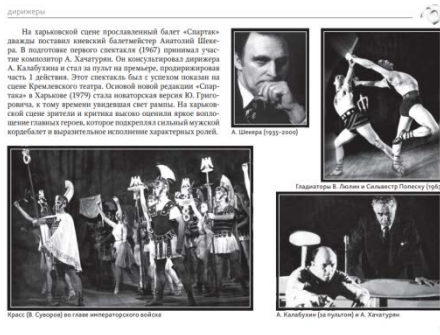 дирижеры
На харьковской сцене прославленный балет «Спартак»
дважды поставил киевский балетмейстер Анатолий Шеке-
ра. В подготовке первого спектакля (1967) принимал учас-
тие композитор А. Хачатурян. Он консультировал дирижера
А. Калабухина и стал за пульт на премьере, продирижировав
часть 1 действия. Этот спектакль был с успехом показан на
сцене Кремлевского театра. Основой новой редакции «Спар-
така» в Харькове (1979) стала новаторская версия Ю. Григо-
ровича, к тому времени увидевшая свет рампы. На харьков-
ской сцене зрители и критика высоко оценили яркое вопло-
щение главных героев, которое подкреплял сильный мужской
кордебалет и выразительное исполнение характерных ролей.
А. Шекера (1935-2000)
Гладиаторы В. Люлин и Сильвестр Попеску
Красс (В. Суворов) во главе императорского войска
А. Калабухин (за пультом) и А. Хачатурян